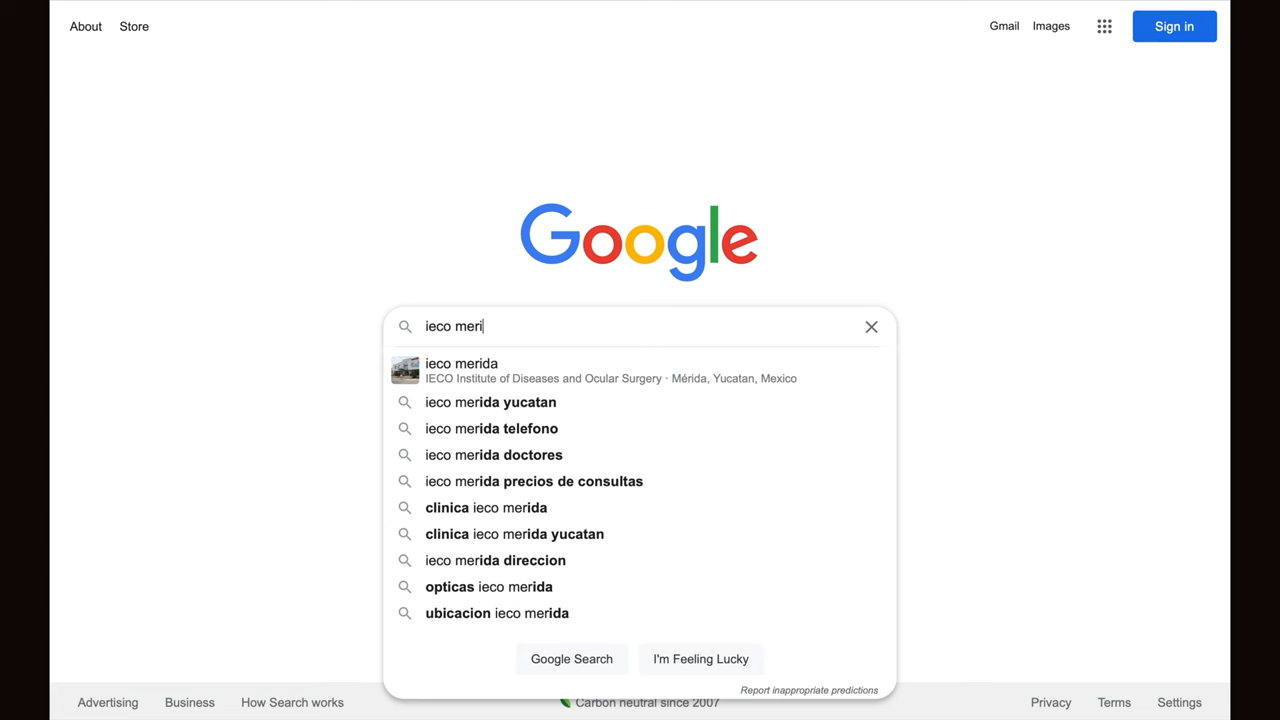 About Store Gmail Images Sign in
Google
ieco meri
ieco merida
IECO Institute of Diseases and Ocular Surgery · Mérida, Yucatan, Mexico
ieco merida yucatan
ieco merida telefono
ieco merida doctores
ieco merida precios de consultas
clinica ieco merida
clinica ieco merida yucatan
ieco merida direccion
opticas ieco merida
ubicacion ieco merida
Google Search I'm Feeling Lucky
Report inappropriate predictions
Advertising Business How Search works Carbon neutral since 2007 Privacy Terms Settings